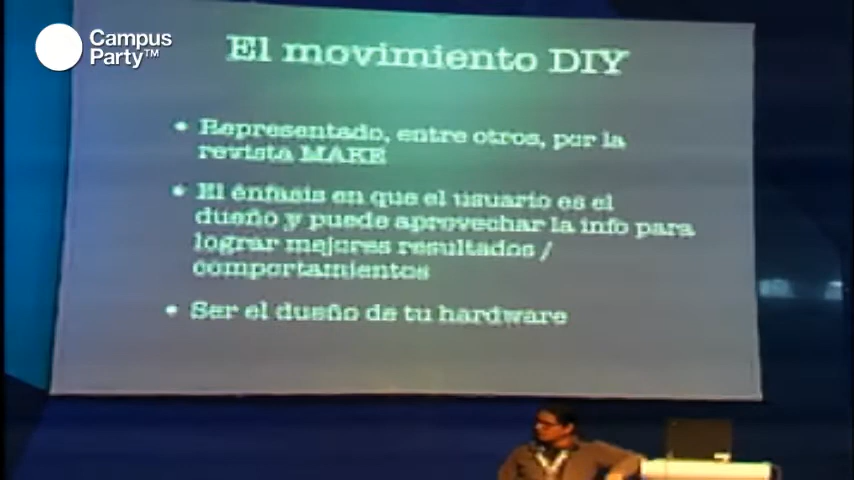 Campus
Party™
El movimiento DIY
• Representado, entre otros, por la
revista MAKE
• El énfasis en que el usuario es el
dueño y puede aprovechar la info para
lograr mejores resultados /
comportamientos
• Ser el dueño de tu hardware